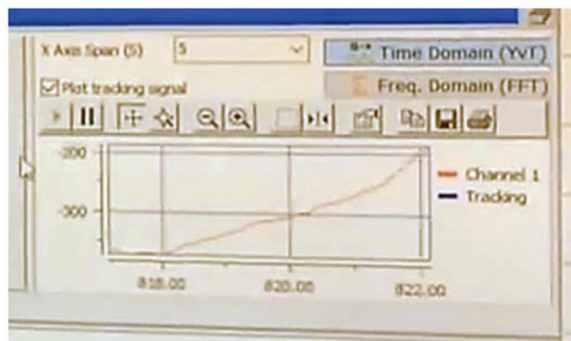 X Axis Span (S) 5
Time Domain (YvT)
Plot tracking signal
Freq. Domain (FFT)
-200
-300
Channel 1
Tracking
818.00 820.00 822.00